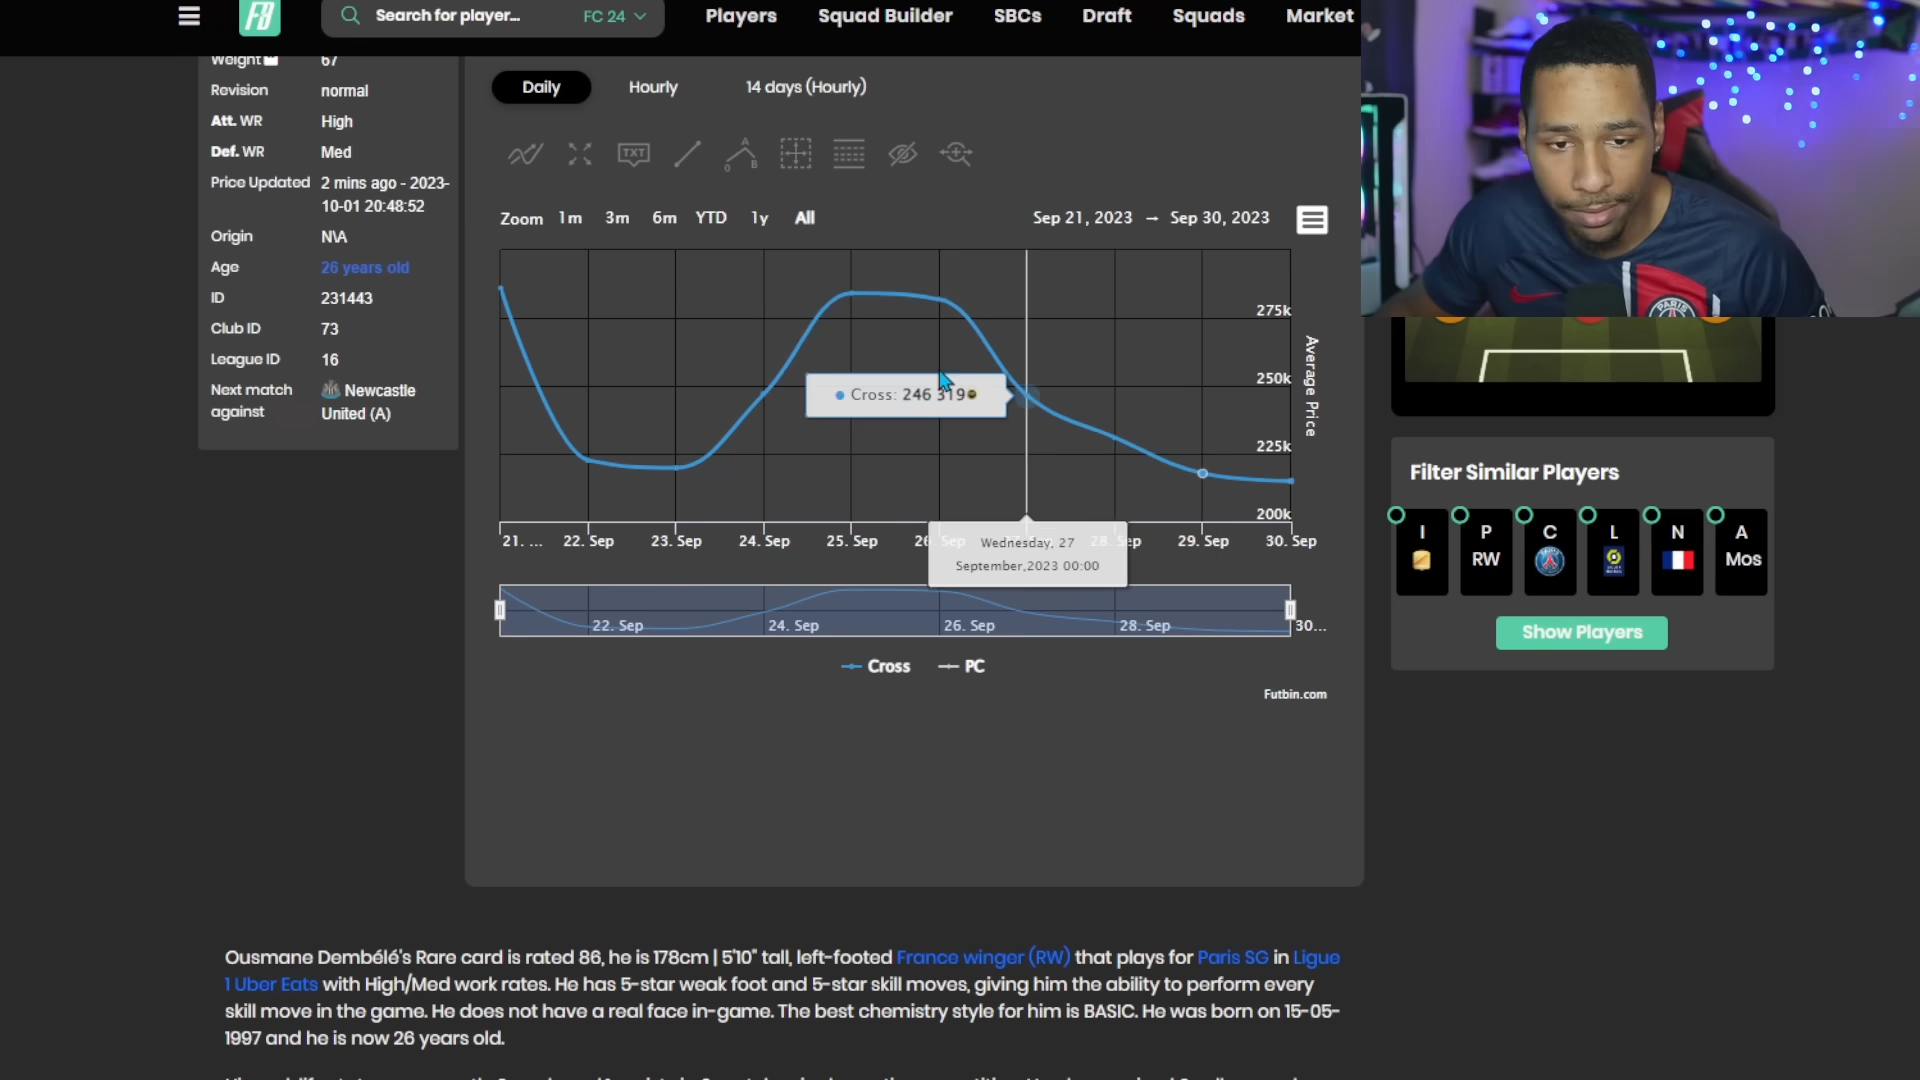 F8
Search for player...
FC 24
Players
Squad Builder
SBCs
Draft
Squads
Market
Weight
67
Revision
normal
Att. WR
High
Def. WR
Med
Price Updated
2 mins ago - 2023-
10-01 20:48:52
Origin
N\A
Age
26 years old
ID
231443
Club ID
73
League ID
16
Next match
against
Newcastle
United (A)
Daily
Hourly
14 days (Hourly)
TXT
A
0
B
Zoom
1m
3m
6m
YTD
1y
All
Sep 21, 2023 → Sep 30, 2023
275k
250k
225k
200k
Average Price
Cross: 246 319
21. ...
22. Sep
23. Sep
24. Sep
25. Sep
26. Sep
28. Sep
29. Sep
30. Sep
Wednesday, 27
September,2023 00:00
22. Sep
24. Sep
26. Sep
28. Sep
30...
Cross
PC
Futbin.com
PARIS
Filter Similar Players
I
P
C
L
N
A
RW
Mos
Show Players
Ousmane Dembélé's Rare card is rated 86, he is 178cm | 5'10" tall, left-footed France winger (RW) that plays for Paris SG in Ligue
1 Uber Eats with High/Med work rates. He has 5-star weak foot and 5-star skill moves, giving him the ability to perform every
skill move in the game. He does not have a real face in-game. The best chemistry style for him is BASIC. He was born on 15-05-
1997 and he is now 26 years old.